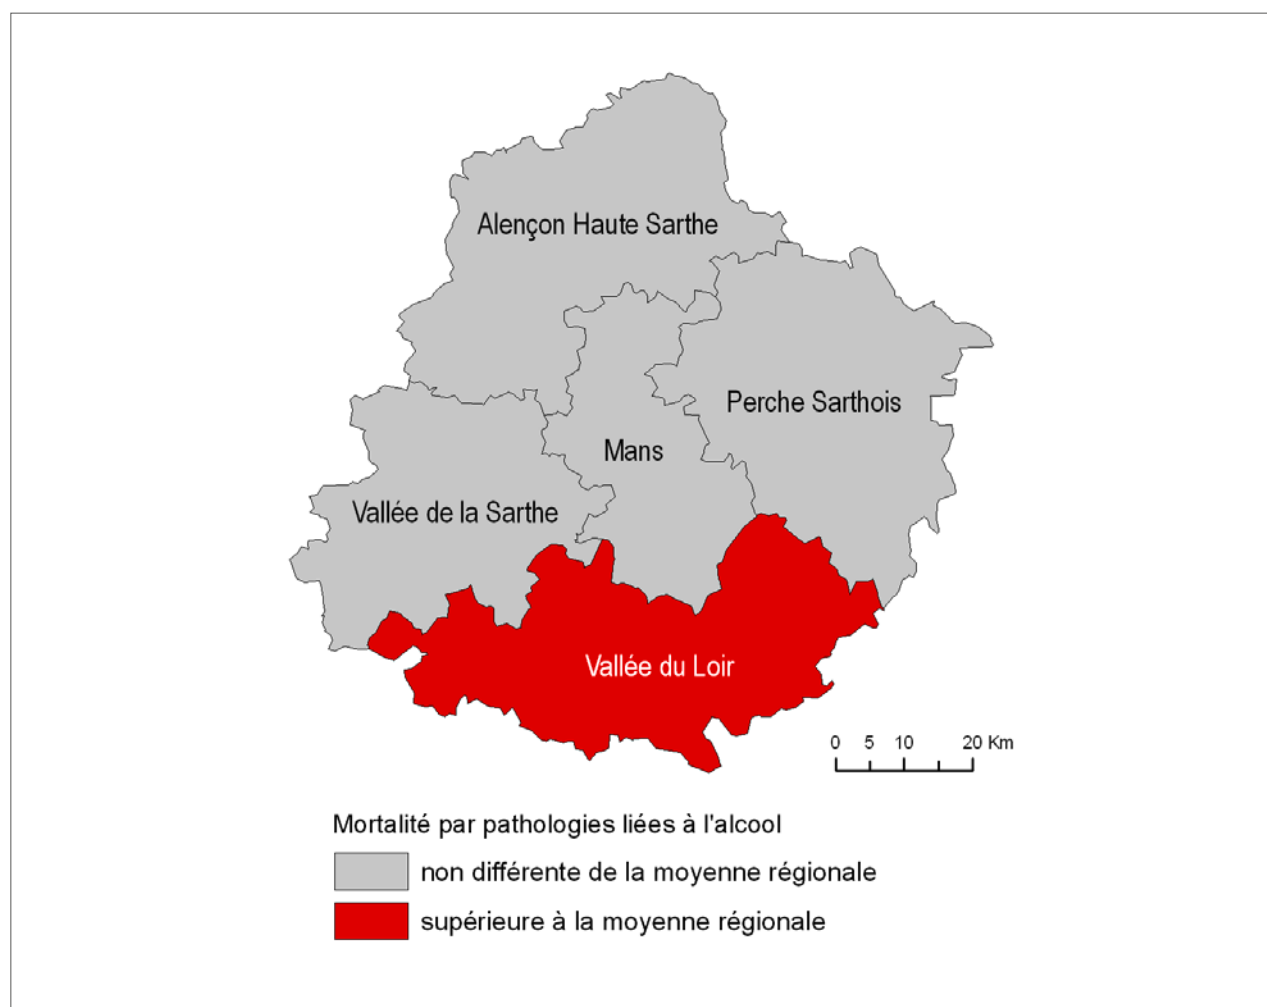 Alençon Haute Sarthe
Perche Sarthois
Mans
Vallée de la Sarthe
Vallée du Loir
0 5 10 20 Km
Mortalité par pathologies liées à l'alcool
non différente de la moyenne régionale
supérieure à la moyenne régionale